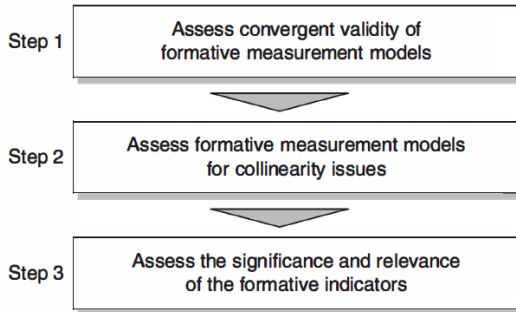 Step 1
Assess convergent validity of
formative measurement models
Step 2
Assess formative measurement models
for collinearity issues
Step 3
Assess the significance and relevance
of the formative indicators